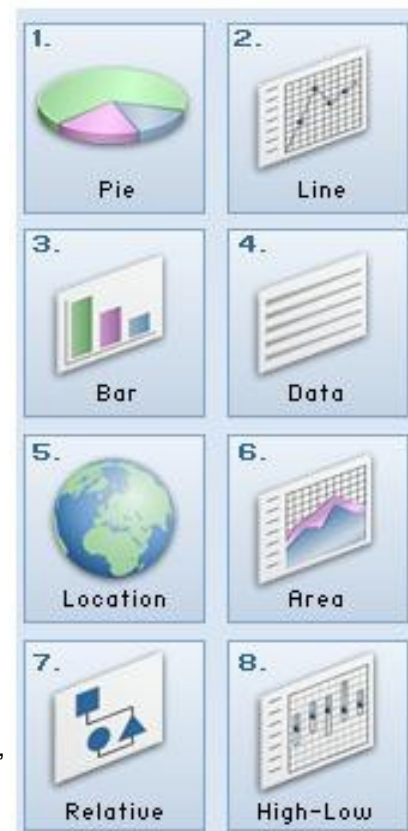 1.
Pie
2.
Line
3.
Bar
4.
Data
5.
Location
6.
Area
7.
Relative
8.
High-Low
,